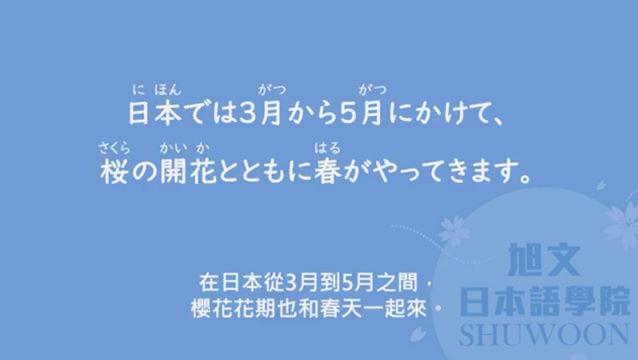 にほん がつ がつ
日本では3月から5月にかけて、
さくら かいか はる
桜の開花とともに春がやってきます。
在日本從3月到5月之間，
櫻花花期也和春天一起來。
旭文
日本語學院
SHUWOON